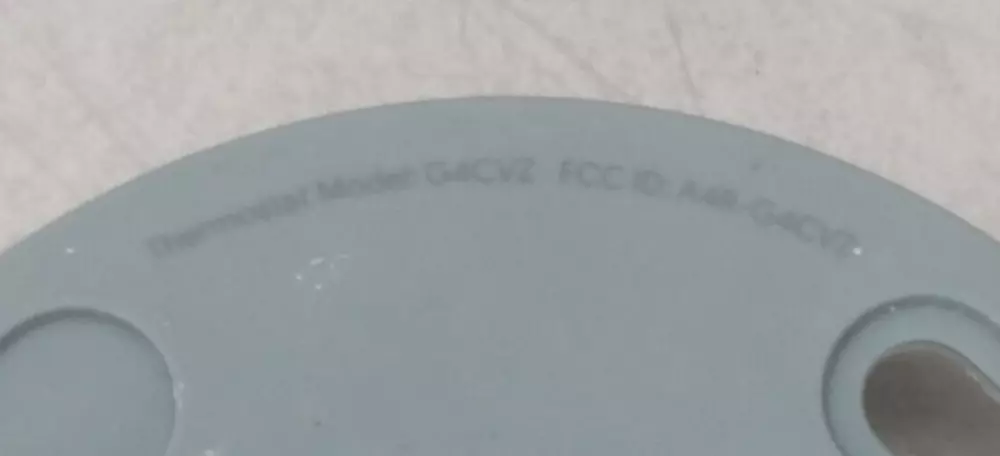 Thermostat Model G4CVZ FCC ID: A4R-G4CVZ